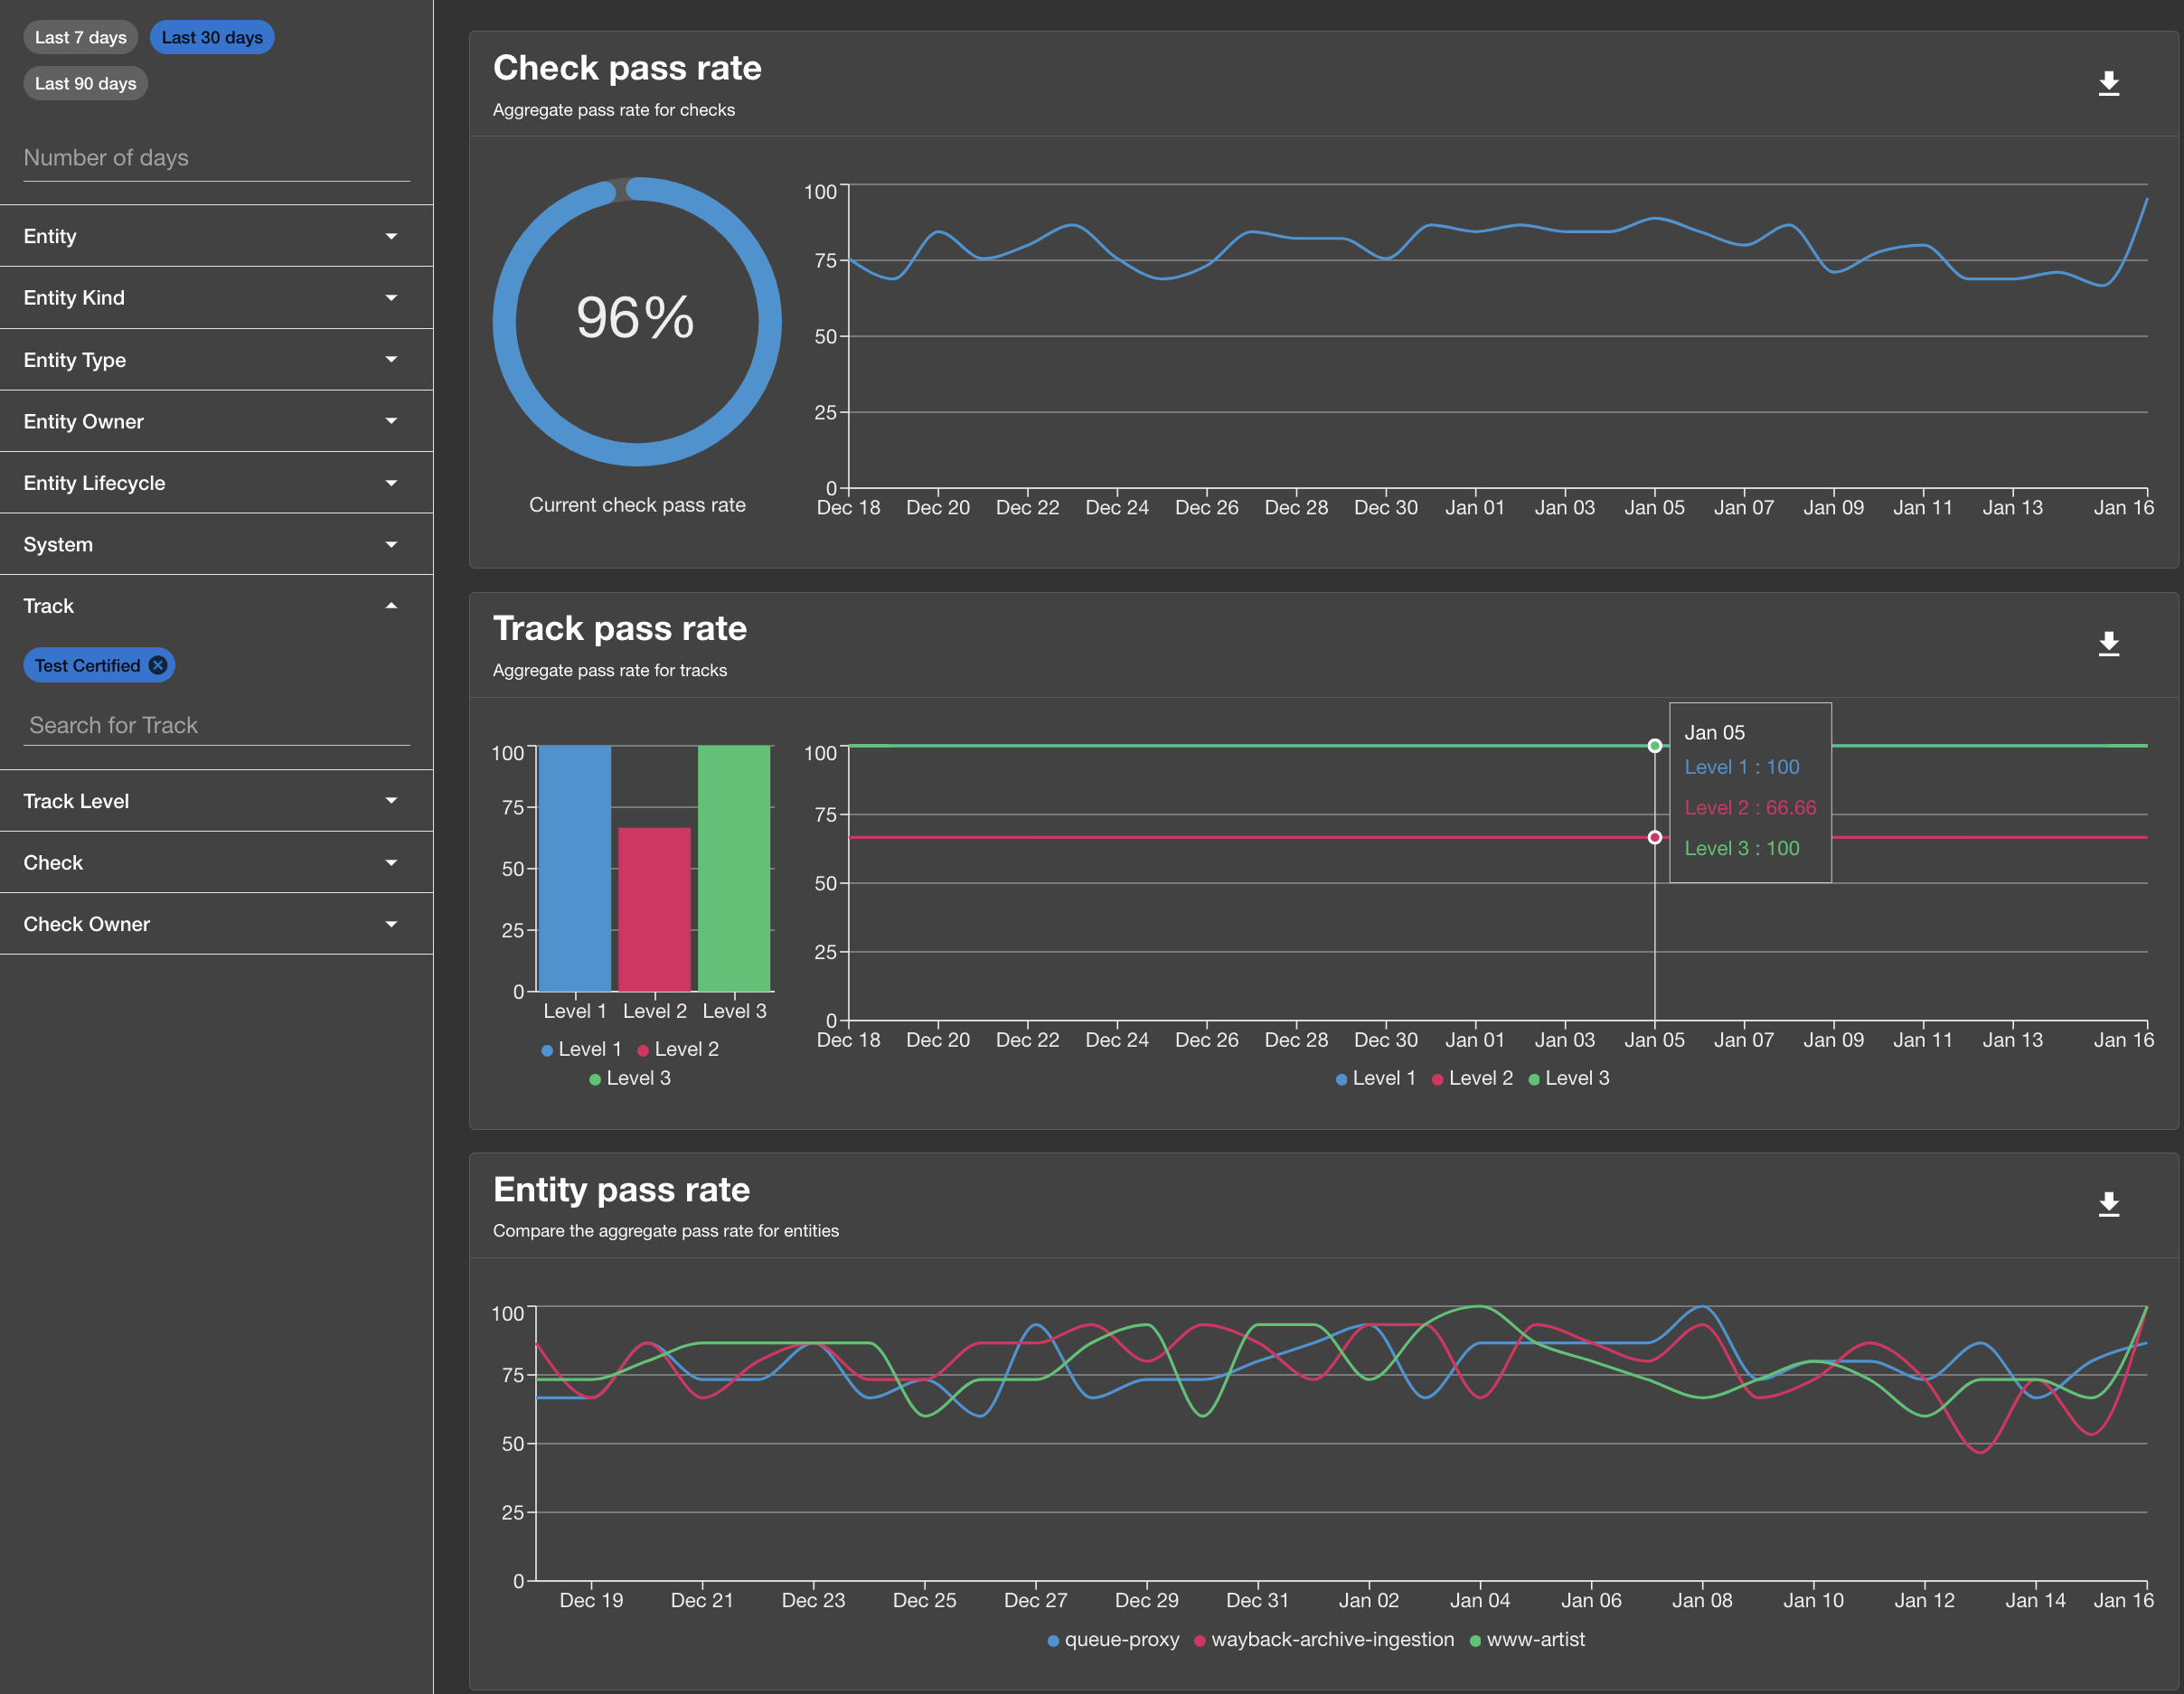 Last 7 days
Last 30 days
Last 90 days
Number of days
Entity
Entity Kind
Entity Type
Entity Owner
Entity Lifecycle
System
Track
Test Certified
Search for Track
Track Level
Check
Check Owner
Check pass rate
Aggregate pass rate for checks
96%
Current check pass rate
100
75
50
25
0
Dec 18 Dec 20 Dec 22 Dec 24 Dec 26 Dec 28 Dec 30 Jan 01 Jan 03 Jan 05 Jan 07 Jan 09 Jan 11 Jan 13 Jan 16
Track pass rate
Aggregate pass rate for tracks
100
75
50
25
0
Level 1 Level 2 Level 3
Level 1 Level 2
Level 3
100
75
50
25
0
Jan 05
Level 1 : 100
Level 2 : 66.66
Level 3 : 100
Dec 18 Dec 20 Dec 22 Dec 24 Dec 26 Dec 28 Dec 30 Jan 01 Jan 03 Jan 05 Jan 07 Jan 09 Jan 11 Jan 13 Jan 16
Level 1 Level 2 Level 3
Entity pass rate
Compare the aggregate pass rate for entities
100
75
50
25
0
Dec 19 Dec 21 Dec 23 Dec 25 Dec 27 Dec 29 Dec 31 Jan 02 Jan 04 Jan 06 Jan 08 Jan 10 Jan 12 Jan 14 Jan 16
queue-proxy wayback-archive-ingestion www-artist